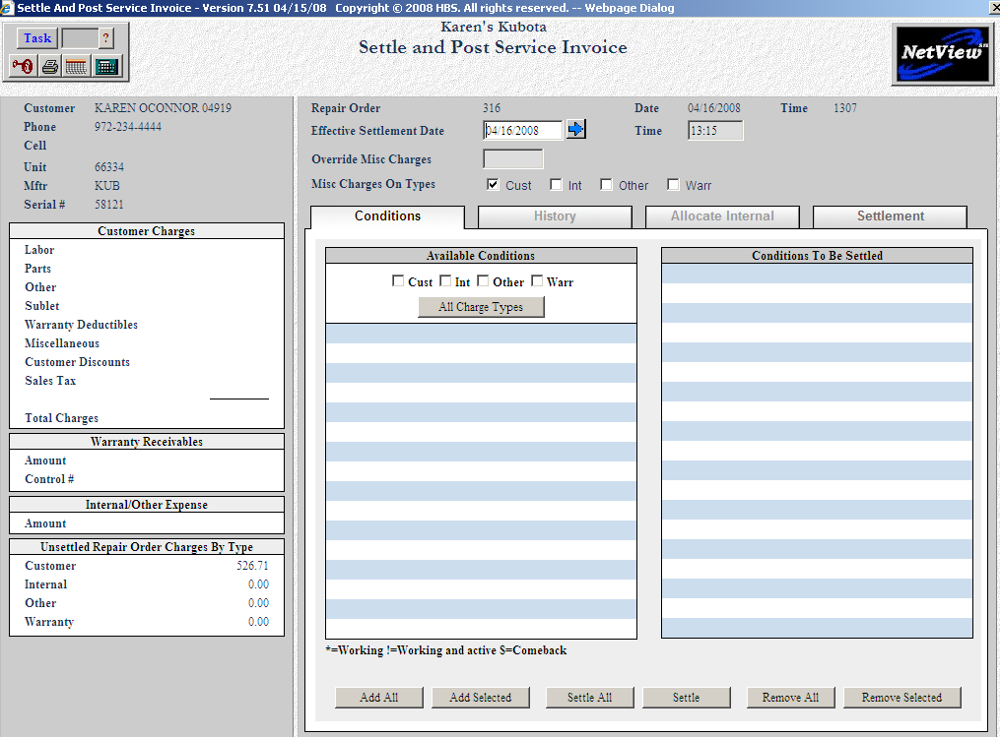 Settle And Post Service Invoice - Version 7.51 04/15/08 Copyright © 2008 HBS. All rights reserved. -- Webpage Dialog
Task ?
Karen's Kubota
Settle and Post Service Invoice
NetView SM
Customer KAREN OCONNOR 04919
Phone 972-234-4444
Cell
Unit 66334
Mftr KUB
Serial # 58121
Customer Charges
Labor
Parts
Other
Sublet
Warranty Deductibles
Miscellaneous
Customer Discounts
Sales Tax
Total Charges
Warranty Receivables
Amount
Control #
Internal/Other Expense
Amount
Unsettled Repair Order Charges By Type
Customer 526.71
Internal 0.00
Other 0.00
Warranty 0.00
Repair Order 316 Date 04/16/2008 Time 1307
Effective Settlement Date 04/16/2008 Time 13:15
Override Misc Charges
Misc Charges On Types Cust Int Other Warr
Conditions History Allocate Internal Settlement
Available Conditions
Cust Int Other Warr
All Charge Types
Conditions To Be Settled
*=Working !=Working and active $=Comeback
Add All Add Selected Settle All Settle Remove All Remove Selected